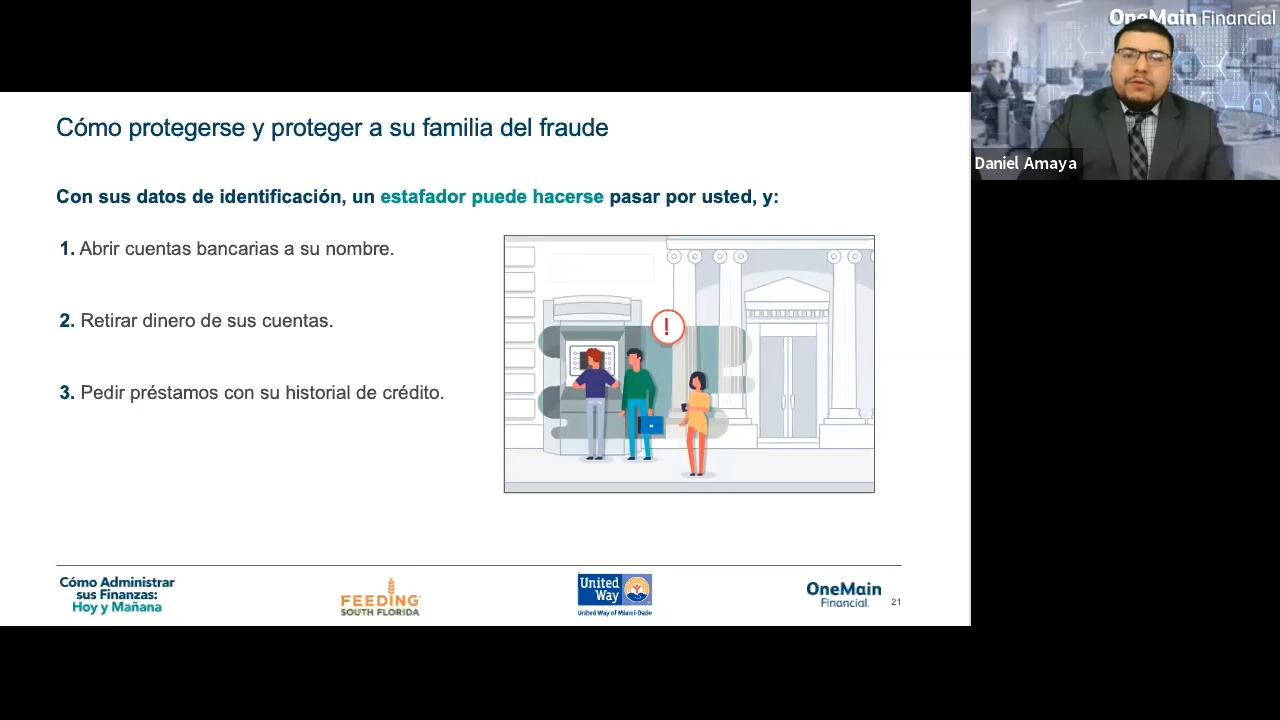 OneMain Financial
Daniel Amaya
Cómo protegerse y proteger a su familia del fraude
Con sus datos de identificación, un estafador puede hacerse pasar por usted, y:
1. Abrir cuentas bancarias a su nombre.
2. Retirar dinero de sus cuentas.
3. Pedir préstamos con su historial de crédito.
!
Cómo Administrar
sus Finanzas:
Hoy y Mañana
FEEDING
SOUTH FLORIDA
United
Way
United Way of Miami-Dade
OneMain
Financial.
21